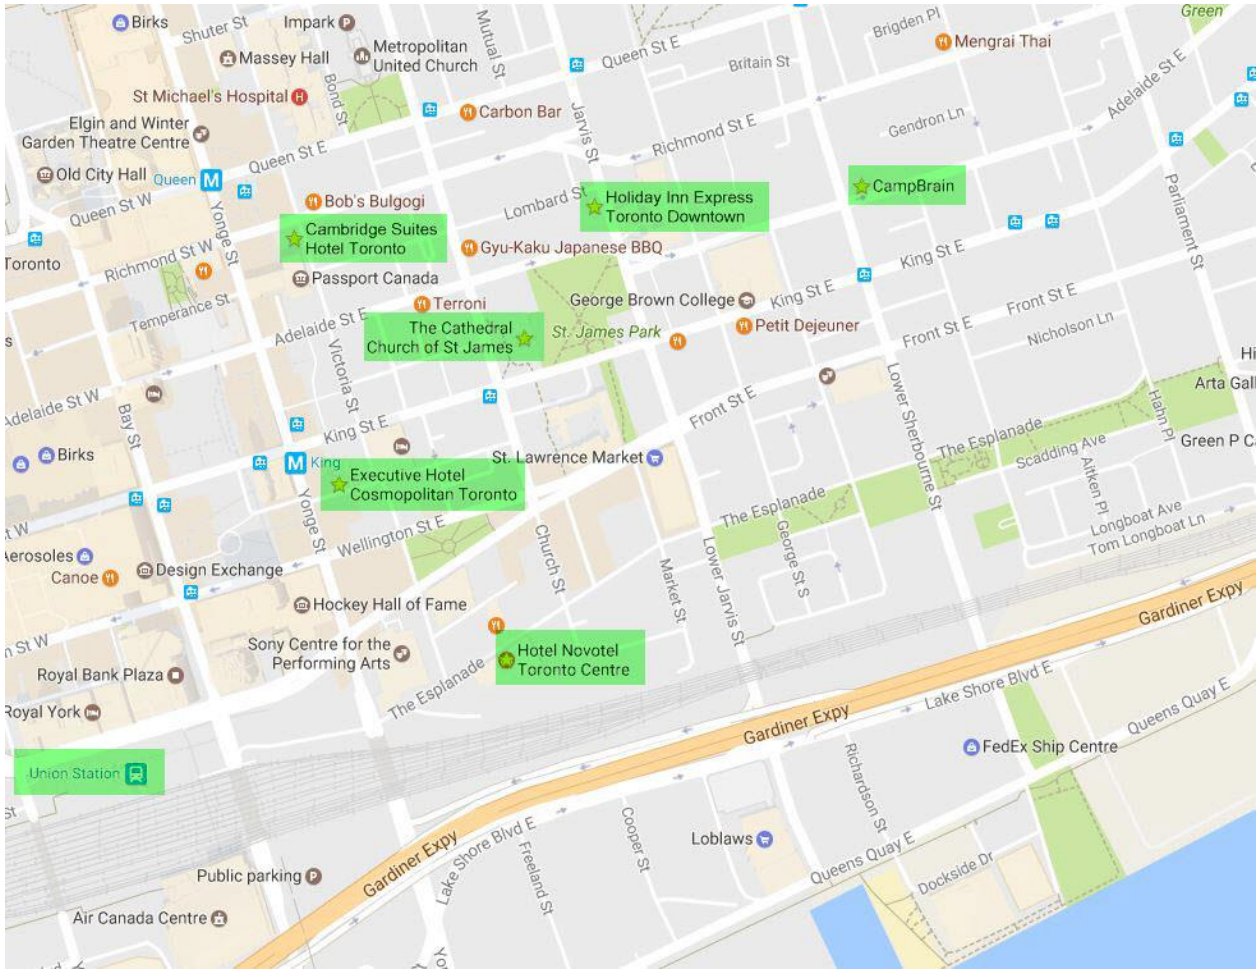 Birks
Shuter St
Impark
Massey Hall
Metropolitan
United Church
Mutual St
Queen St E
Brigden Pl
Green
Mengrai Thai
Britain St
St Michael's Hospital
Bond St
Carbon Bar
Jarvis St
Adelaide St E
Elgin and Winter
Garden Theatre Centre
Richmond St E
Gendron Ln
Old City Hall
Queen
Queen St E
Queen St W
Bob's Bulgogi
Lombard St
Holiday Inn Express
Toronto Downtown
CampBrain
Parliament St
Yonge St
Cambridge Suites
Hotel Toronto
Gyu-Kaku Japanese BBQ
King St E
Toronto
Richmond St W
Passport Canada
George Brown College
King St E
Front St E
Temperance St
Terroni
Adelaide St E
The Cathedral
Church of St James
St. James Park
Petit Dejeuner
Front St E
Nicholson Ln
s
Victoria St
Hi
Arta Gall
Adelaide St W
Bay St
King St E
Front St E
Lower Sherbourne St
Hahn Pl
Birks
King
St. Lawrence Market
The Esplanade
Scadding Ave
Green P C
Executive Hotel
Cosmopolitan Toronto
Aitken Pl
St W
Yonge St
Wellington St E
The Esplanade
Longboat Ave
Tom Longboat Ln
Aerosoles
Canoe
Design Exchange
Church St
Market St
Lower Jarvis St
George St S
Hockey Hall of Fame
Gardiner Expy
n St W
Sony Centre for the
Performing Arts
Hotel Novotel
Toronto Centre
Royal Bank Plaza
The Esplanade
Lake Shore Blvd E
Queens Quay E
Royal York
Gardiner Expy
FedEx Ship Centre
Union Station
St
Richardson St
Cooper St
Loblaws
Gardiner Expy
Lake Shore Blvd E
Freeland St
Queens Quay E
Public parking
Dockside Dr
Air Canada Centre
Yo